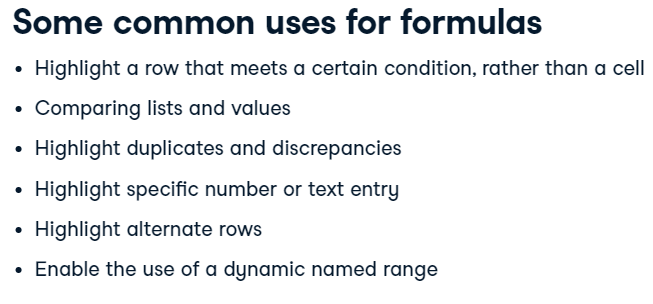 Some common uses for formulas
• Highlight a row that meets a certain condition, rather than a cell
• Comparing lists and values
• Highlight duplicates and discrepancies
• Highlight specific number or text entry
• Highlight alternate rows
• Enable the use of a dynamic named range